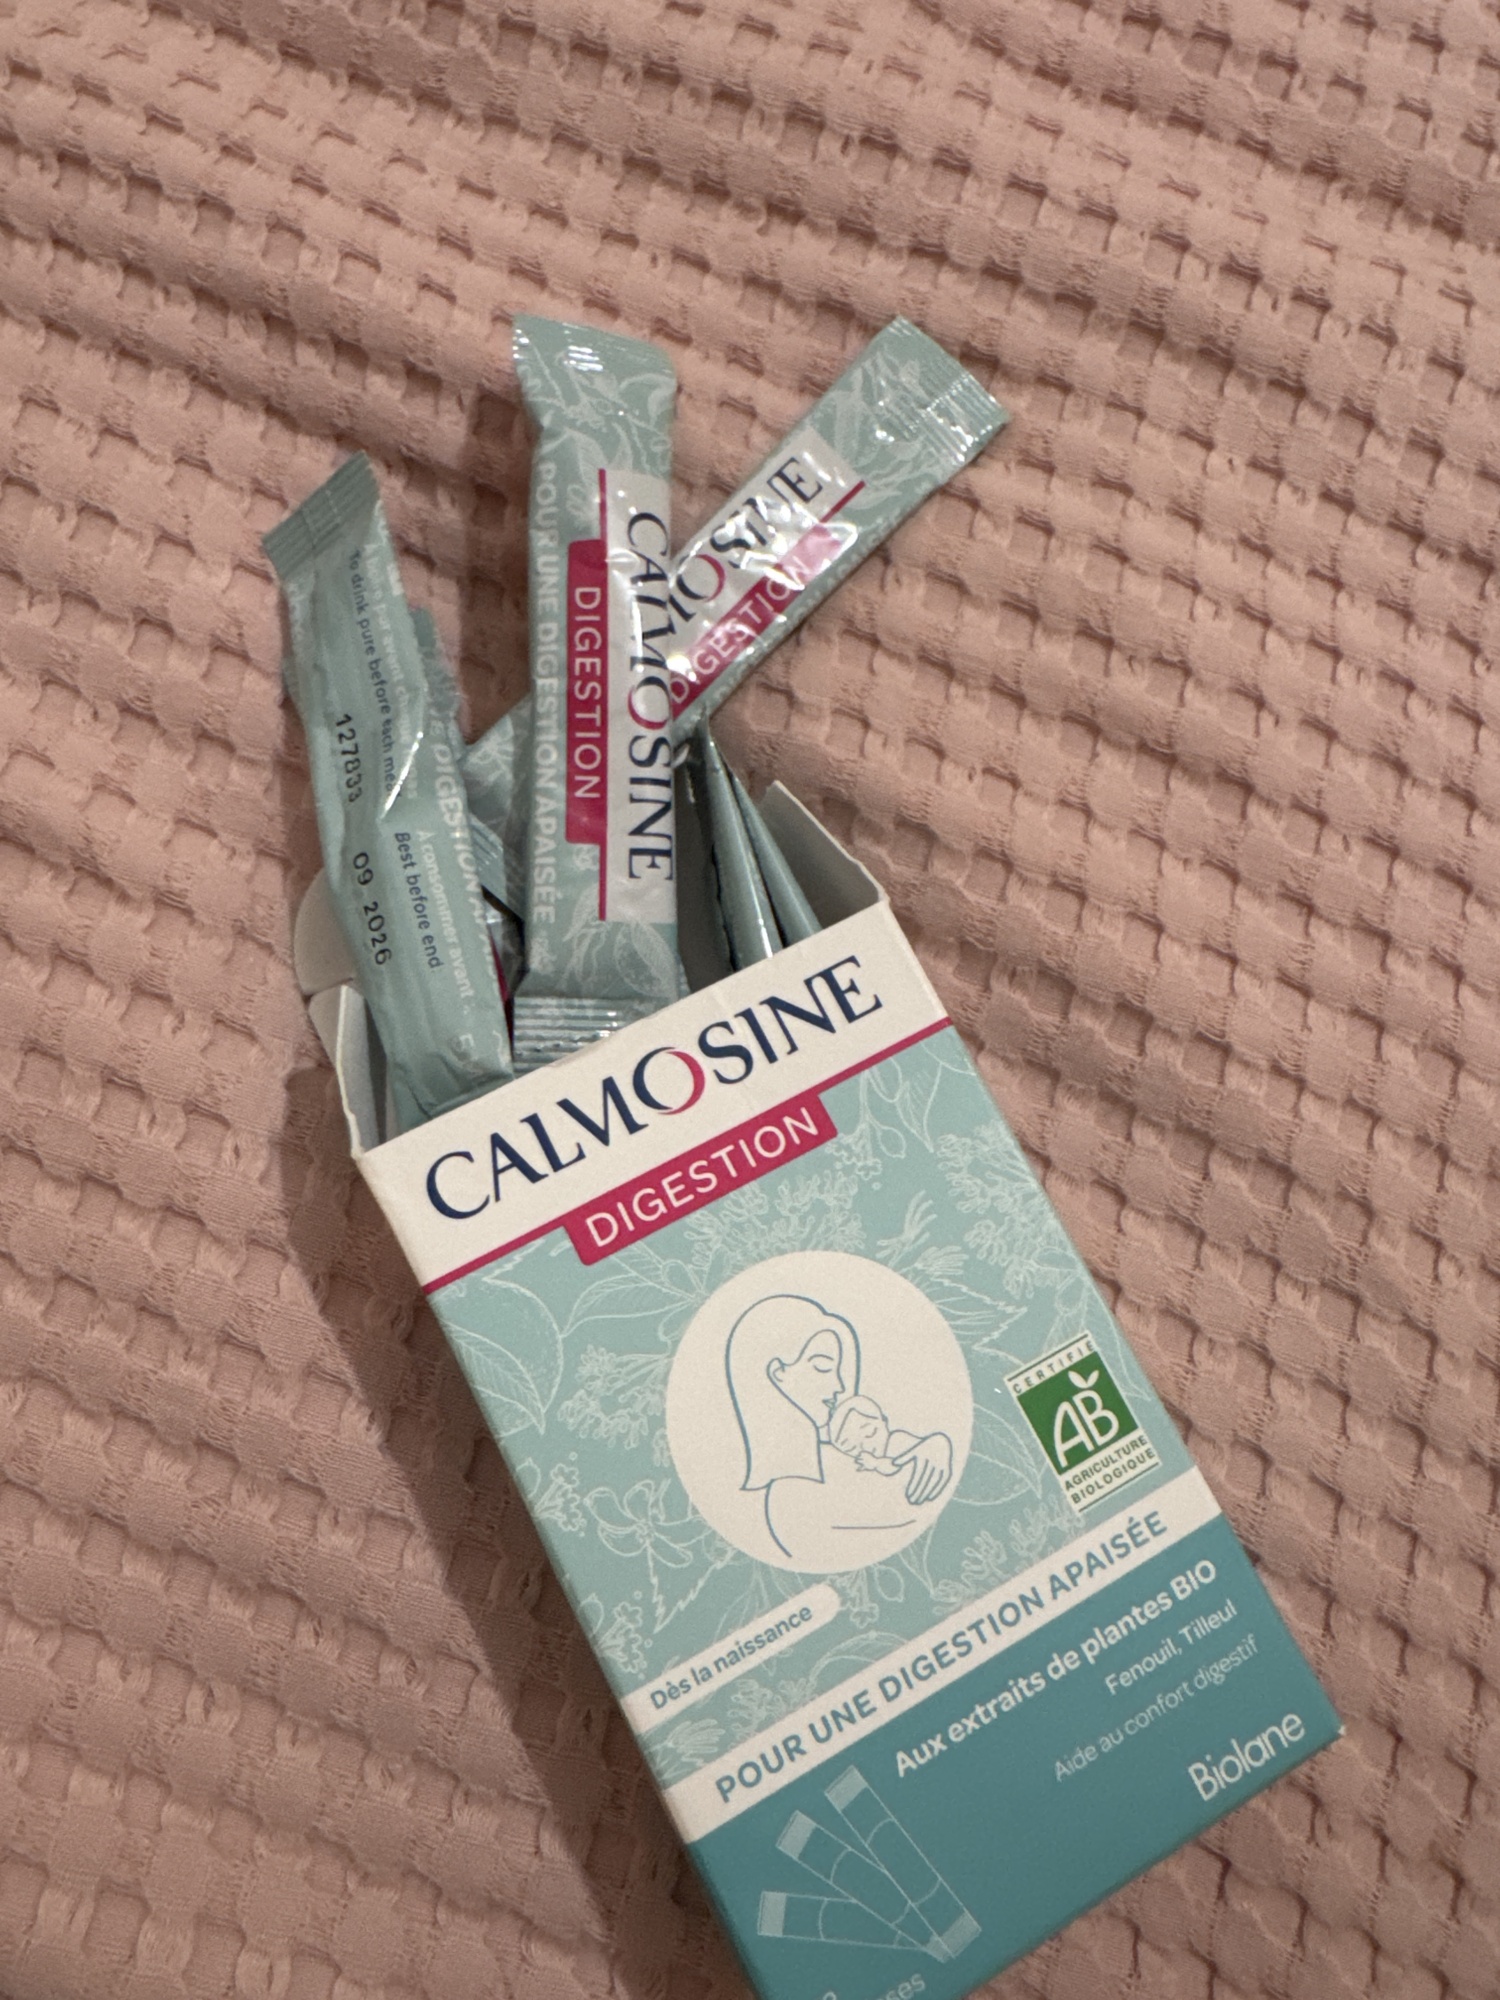 CALMOSINE
DIGESTION
POUR UNE DIGESTION APAISÉE
CALMOSINE
DIGESTION
To drink pure before each
127833
09 2026
À consommer avant
Best before end
DIGESTION
CALMOSINE
DIGESTION
CERTIFIÉ
AB
AGRICULTURE
BIOLOGIQUE
Dès la naissance
POUR UNE DIGESTION APAISÉE
Aux extraits de plantes BIO
Fenouil, Tilleul
Aide au confort digestif
Biolane